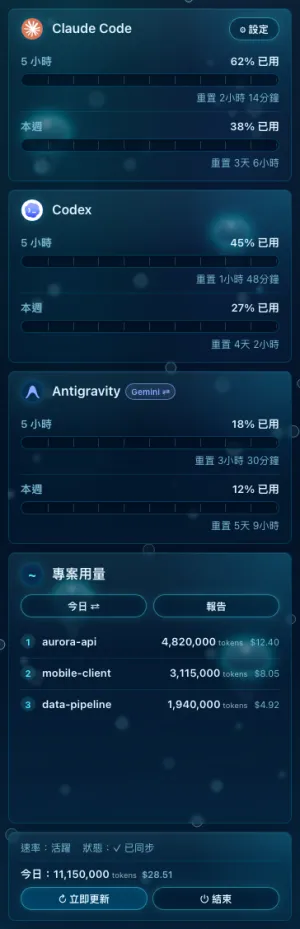 Claude Code
⚙ 設定
5 小時 62% 已用
重置 2小時 14分鐘
本週 38% 已用
重置 3天 6小時
Codex
5 小時 45% 已用
重置 1小時 48分鐘
本週 27% 已用
重置 4天 2小時
Antigravity Gemini ⇄
5 小時 18% 已用
重置 3小時 30分鐘
本週 12% 已用
重置 5天 9小時
~ 專案用量
今日 ⇄ 報告
1 aurora-api 4,820,000 tokens $12.40
2 mobile-client 3,115,000 tokens $8.05
3 data-pipeline 1,940,000 tokens $4.92
速率：活躍 狀態：✓ 已同步
今日：11,150,000 tokens $28.51
↻ 立即更新 ⏻ 結束